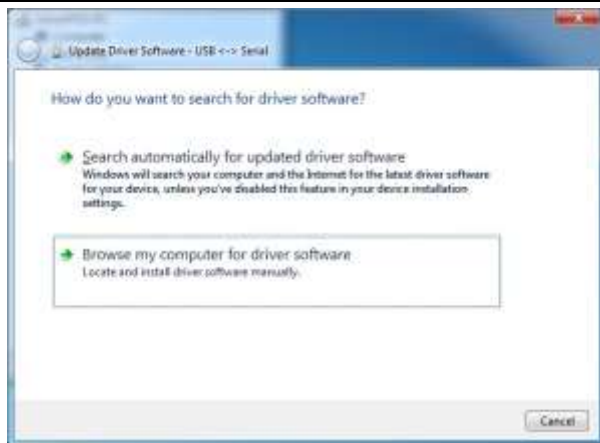 Update Driver Software - USB <-> Serial
How do you want to search for driver software?
Search automatically for updated driver software
Windows will search your computer and the Internet for the latest driver software
for your device, unless you've disabled this feature in your device installation
settings.
Browse my computer for driver software
Locate and install driver software manually.
Cancel